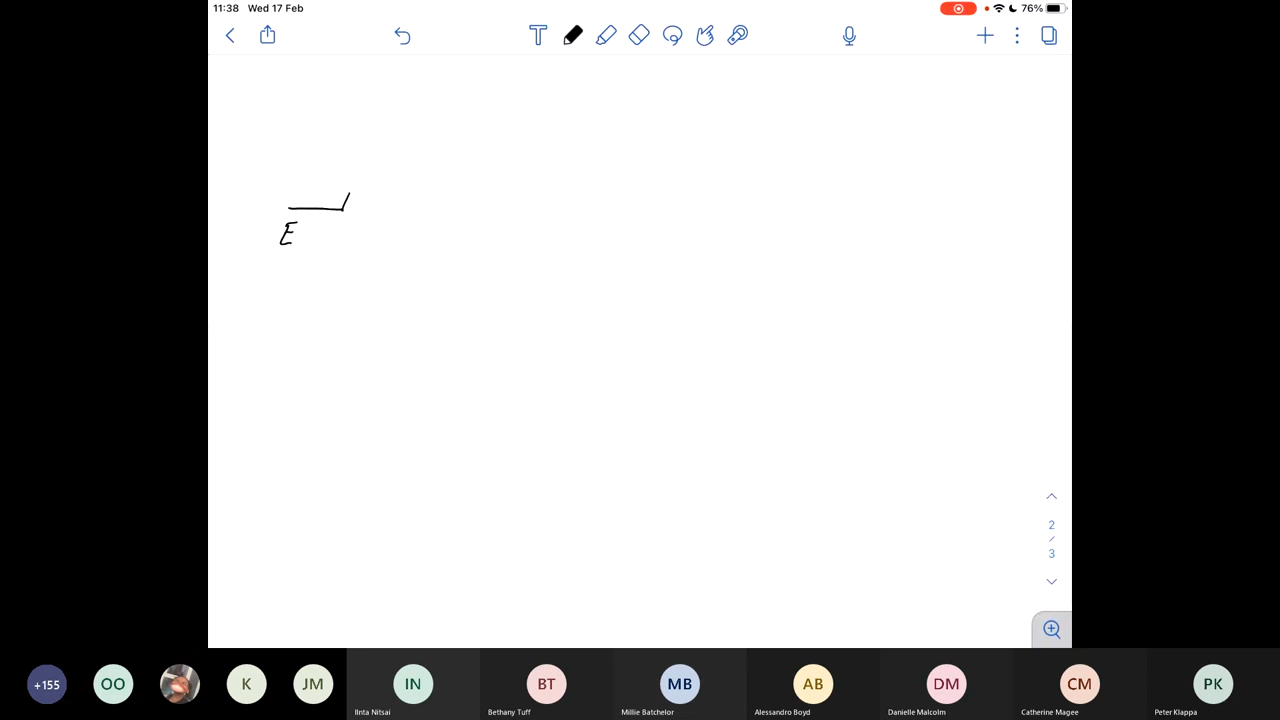 11:38 Wed 17 Feb
76%
T
E
2
/
3
+155
OO
K
JM
IN
BT
MB
AB
DM
CM
PK
Ilnta Nitsai
Bethany Tuff
Millie Batchelor
Alessandro Boyd
Danielle Malcolm
Catherine Magee
Peter Klappa